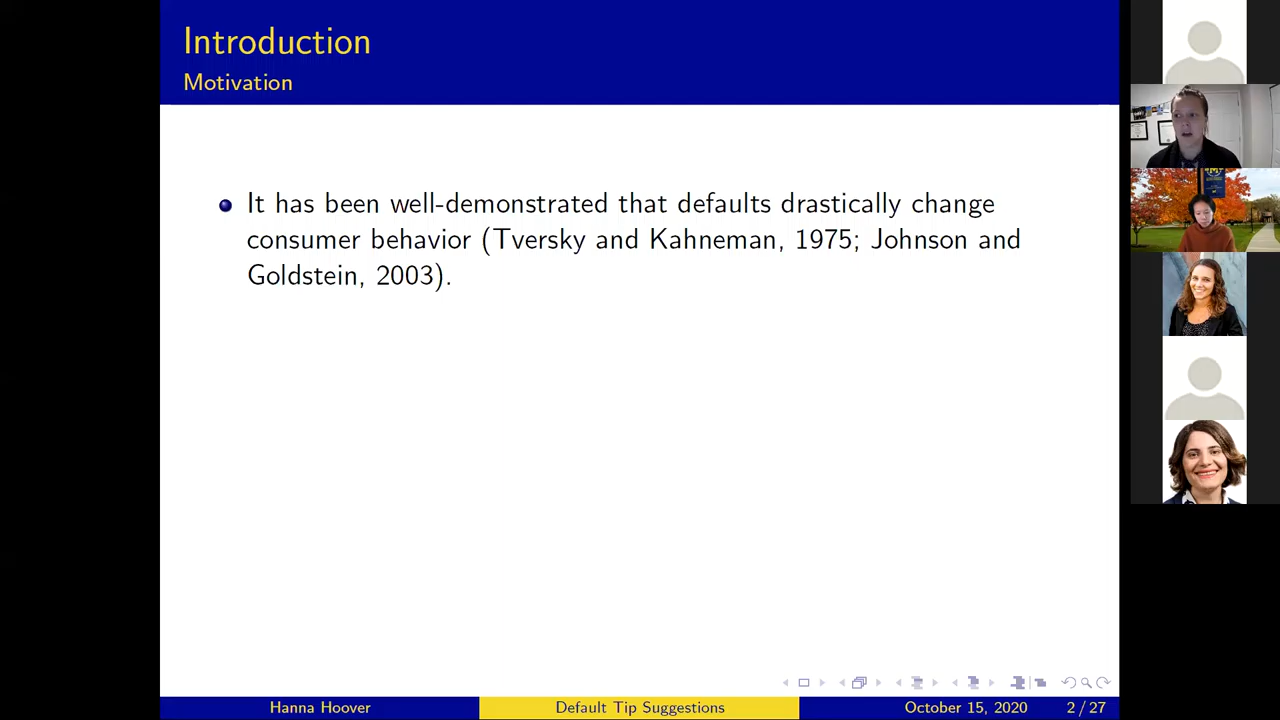 Introduction
Motivation
It has been well-demonstrated that defaults drastically change
consumer behavior (Tversky and Kahneman, 1975; Johnson and
Goldstein, 2003).
Hanna Hoover
Default Tip Suggestions
October 15, 2020
2 / 27